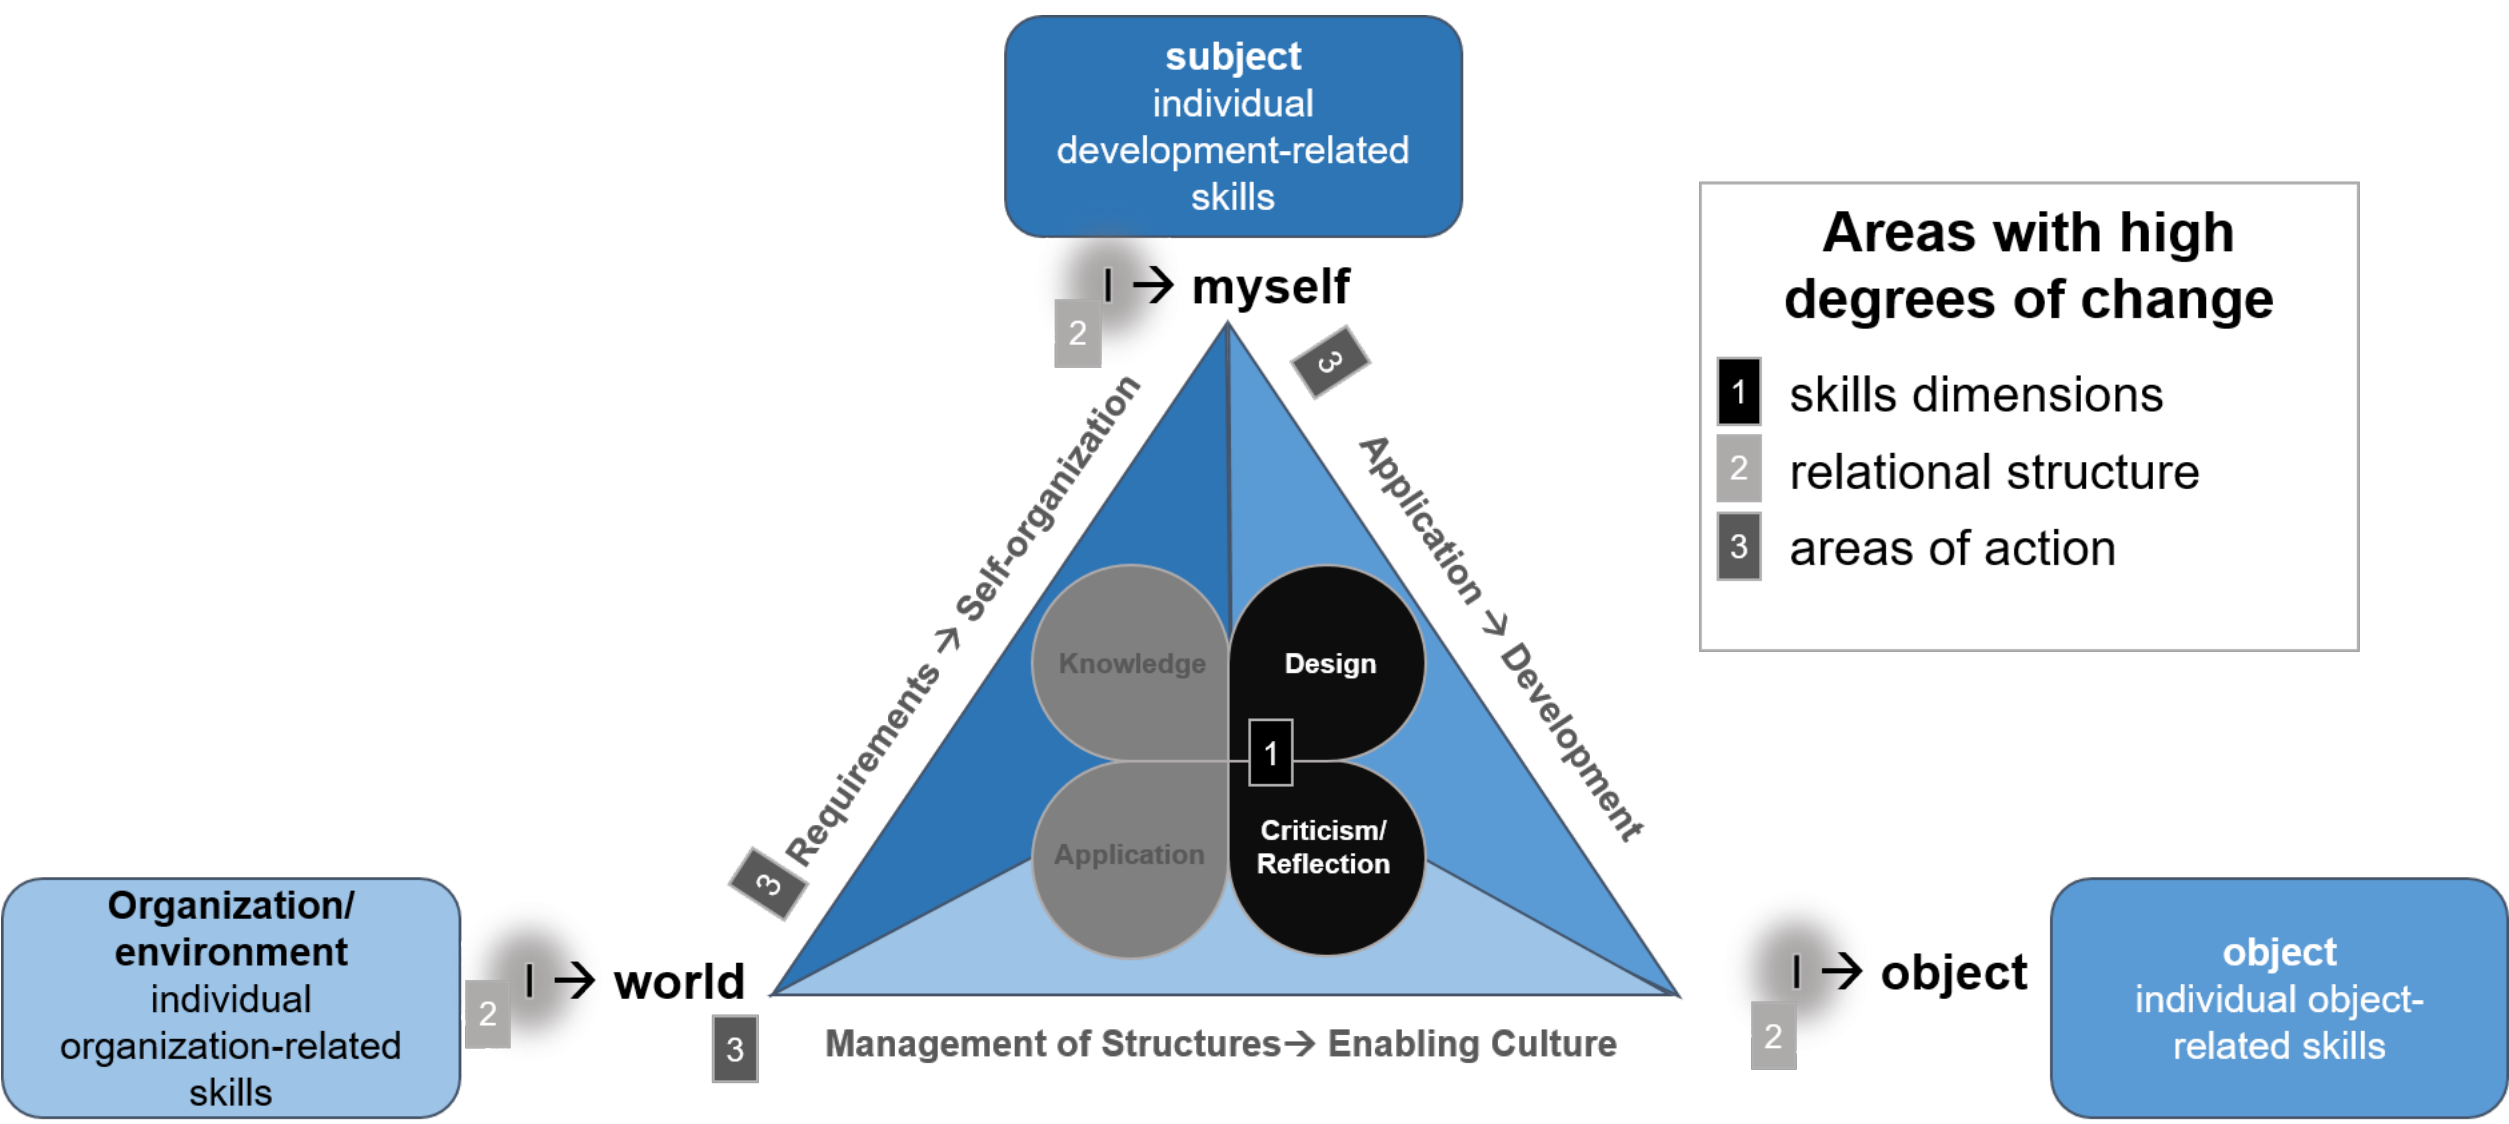 subject
individual
development-related
skills
I → myself
2
3
Areas with high
degrees of change
1 skills dimensions
2 relational structure
3 areas of action
Requirements → Self-organization
3
Application → Development
Knowledge
Design
1
Application
Criticism/
Reflection
Organization/
environment
individual
organization-related
skills
I → world
2
3
Management of Structures→ Enabling Culture
I → object
2
object
individual object-
related skills